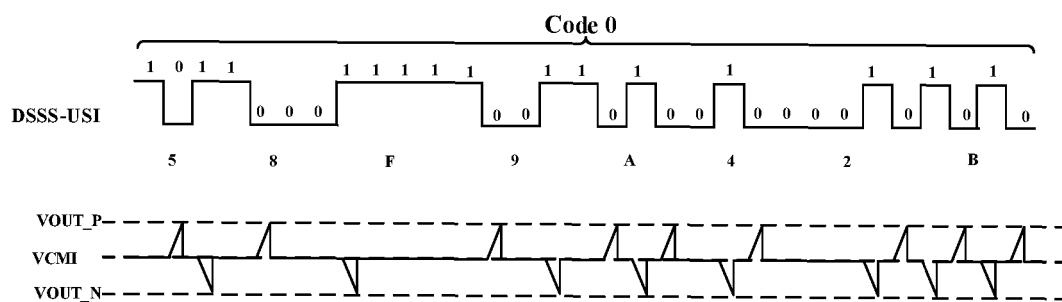 Code 0
DSSS-USI 1 0 1 1 0 0 0 1 1 1 1 1 0 0 1 1 0 1 0 0 1 0 0 0 0 1 0 1 0 1 0
5 8 F 9 A 4 2 B
VOUT_P
VCMI
VOUT_N